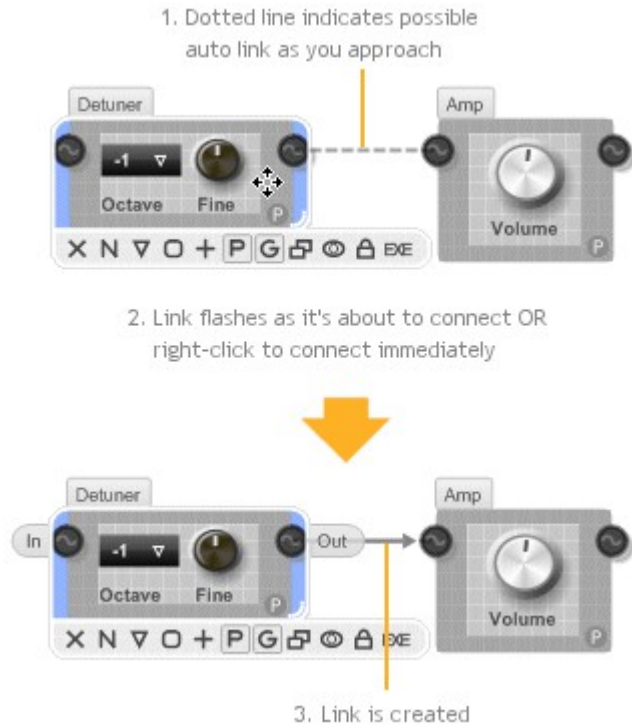 1. Dotted line indicates possible
auto link as you approach
Detuner
Amp
-1
Octave Fine
P
Volume
P
X N P G EXE
2. Link flashes as it's about to connect OR
right-click to connect immediately
Detuner
Amp
In
-1
Out
Octave Fine
P
Volume
P
X N P G EXE
3. Link is created